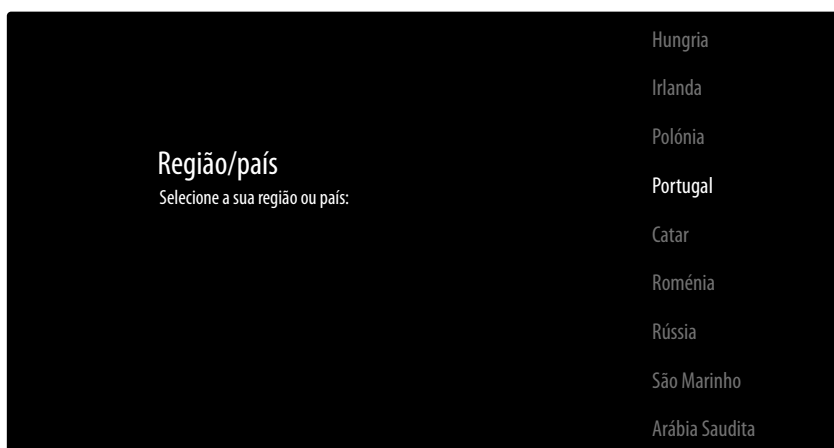 Região/país
Selecione a sua região ou país:
Hungria
Irlanda
Polónia
Portugal
Catar
Roménia
Rússia
São Marinho
Arábia Saudita